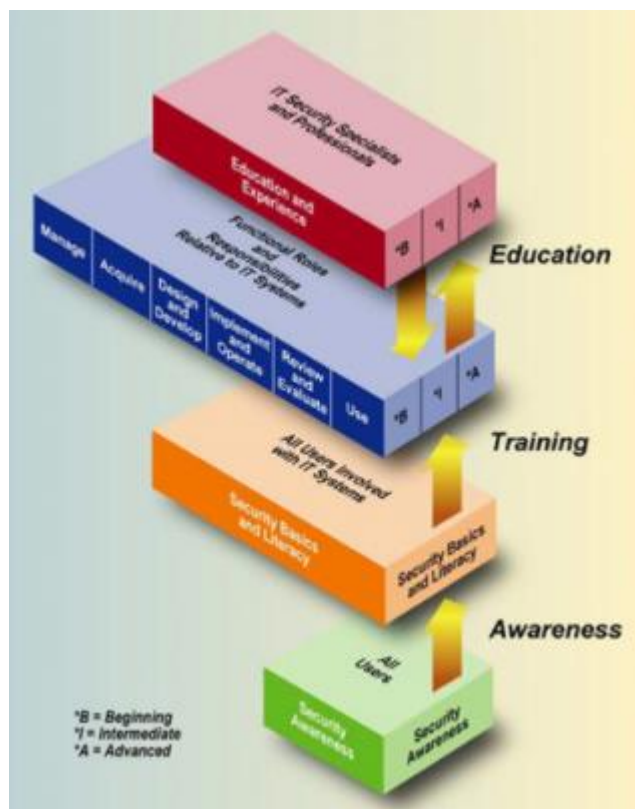 IT Security Specialists
and Professionals
Education and
Experience
*B
*I
*A
Education
Functional Roles
and
Responsibilities
Relative to IT Systems
Manage
Acquire
Design
and
Develop
Implement
and
Operate
Review
and
Evaluate
Use
*B
*I
*A
Training
All Users Involved
with IT Systems
Security Basics
and Literacy
Security Basics
and Literacy
Awareness
All
Users
Security
Awareness
Security
Awareness
*B = Beginning
*I = Intermediate
*A = Advanced